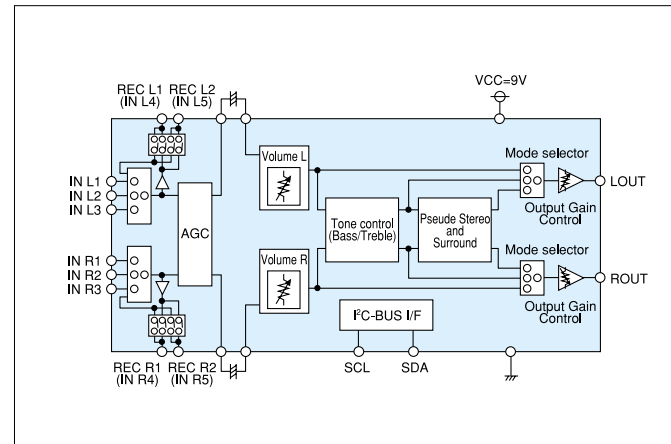 REC L1 REC L2
(IN L4) (IN L5)
VCC=9V
Volume L
Mode selector
IN L1
IN L2
IN L3
LOUT
AGC
Tone control
(Bass/Treble)
Pseude Stereo
and
Surround
Output Gain
Control
IN R1
IN R2
IN R3
Volume R
Mode selector
ROUT
I²C-BUS I/F
Output Gain
Control
REC R1 REC R2
(IN R4) (IN R5)
SCL SDA